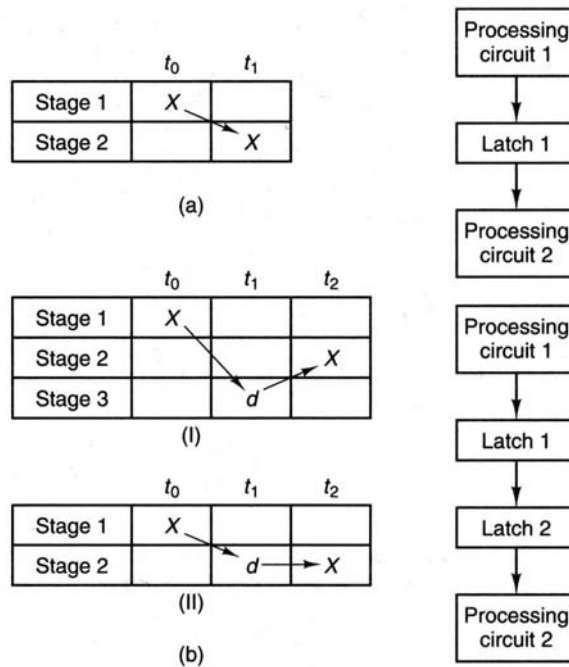 t0 t1
Stage 1 X
Stage 2 X
(a)
Processing
circuit 1
Latch 1
Processing
circuit 2
t0 t1 t2
Stage 1 X
Stage 2 X
Stage 3 d
(I)
t0 t1 t2
Stage 1 X
Stage 2 d X
(II)
(b)
Processing
circuit 1
Latch 1
Latch 2
Processing
circuit 2